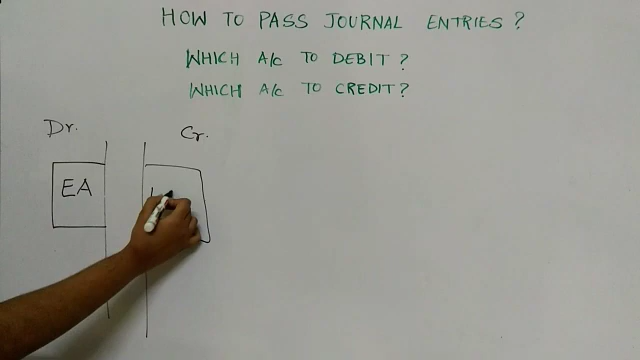 HOW TO PASS JOURNAL ENTRIES ?
WHICH A/C TO DEBIT ?
WHICH A/C TO CREDIT ?
Dr. Cr.
EA